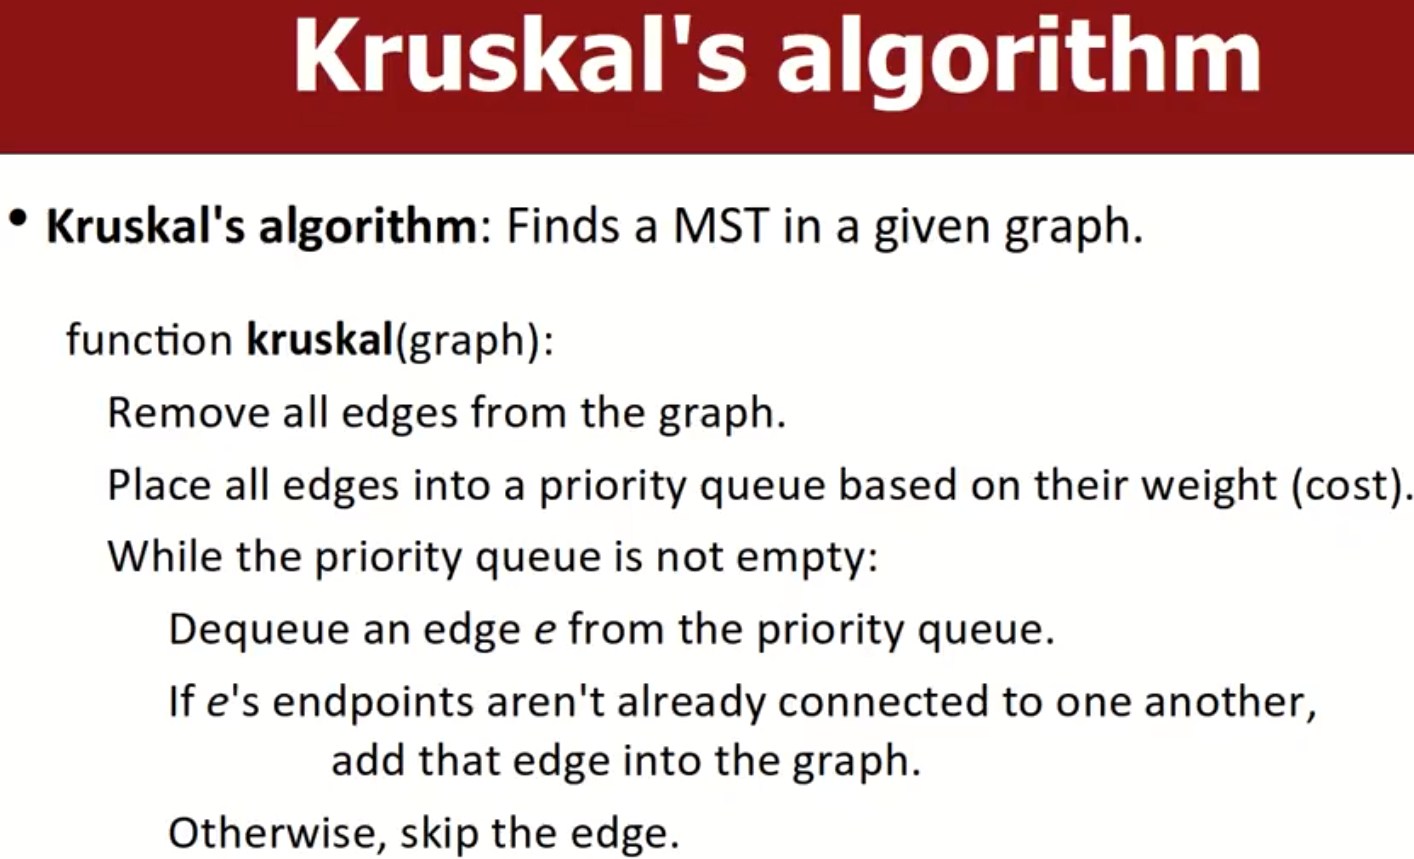 Kruskal's algorithm
• Kruskal's algorithm: Finds a MST in a given graph.
function kruskal(graph):
Remove all edges from the graph.
Place all edges into a priority queue based on their weight (cost).
While the priority queue is not empty:
Dequeue an edge e from the priority queue.
If e's endpoints aren't already connected to one another,
add that edge into the graph.
Otherwise, skip the edge.